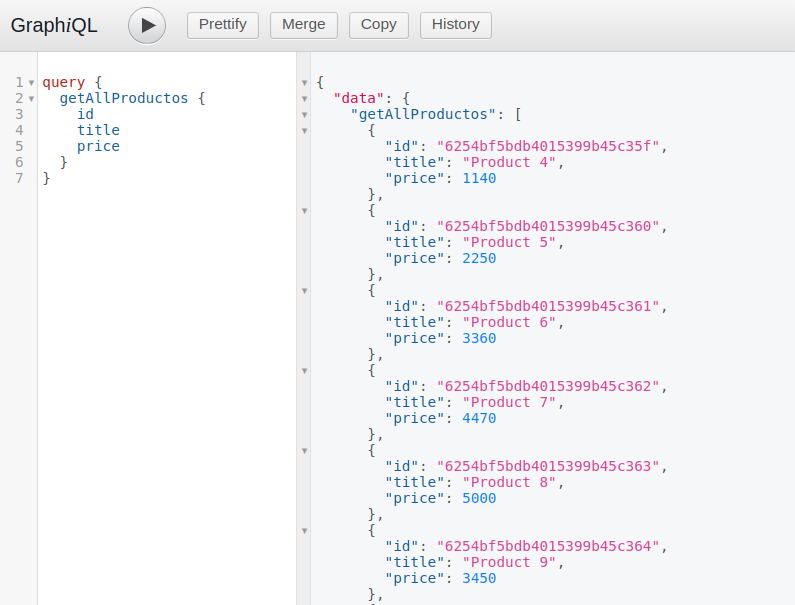 GraphiQL
Prettify
Merge
Copy
History
1 query {
2 getAllProductos {
3 id
4 title
5 price
6 }
7 }
{
"data": {
"getAllProductos": [
{
"id": "6254bf5bdb4015399b45c35f",
"title": "Product 4",
"price": 1140
},
{
"id": "6254bf5bdb4015399b45c360",
"title": "Product 5",
"price": 2250
},
{
"id": "6254bf5bdb4015399b45c361",
"title": "Product 6",
"price": 3360
},
{
"id": "6254bf5bdb4015399b45c362",
"title": "Product 7",
"price": 4470
},
{
"id": "6254bf5bdb4015399b45c363",
"title": "Product 8",
"price": 5000
},
{
"id": "6254bf5bdb4015399b45c364",
"title": "Product 9",
"price": 3450
},